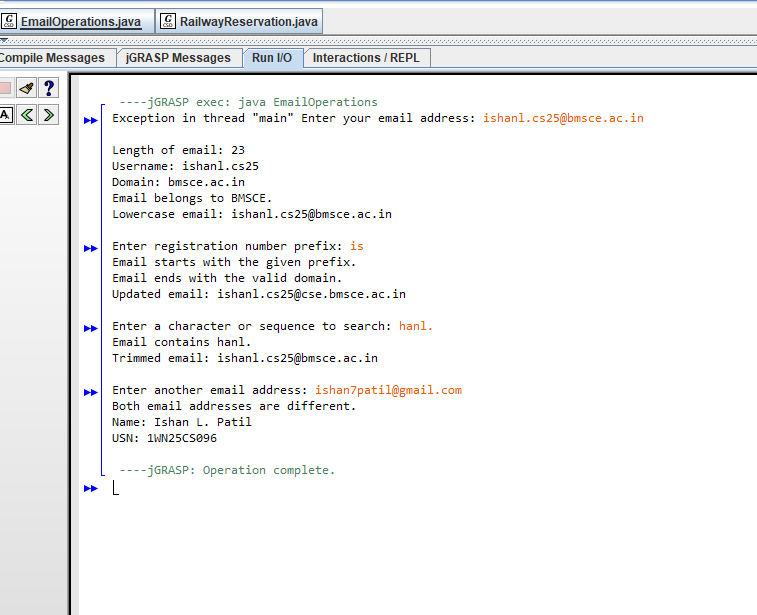 EmailOperations.java
RailwayReservation.java
Compile Messages
jGRASP Messages
Run I/O
Interactions / REPL
----jGRASP exec: java EmailOperations
Exception in thread "main" Enter your email address: ishanl.cs25@bmsce.ac.in
Length of email: 23
Username: ishanl.cs25
Domain: bmsce.ac.in
Email belongs to BMSCE.
Lowercase email: ishanl.cs25@bmsce.ac.in
Enter registration number prefix: is
Email starts with the given prefix.
Email ends with the valid domain.
Updated email: ishanl.cs25@cse.bmsce.ac.in
Enter a character or sequence to search: hanl.
Email contains hanl.
Trimmed email: ishanl.cs25@bmsce.ac.in
Enter another email address: ishan7patil@gmail.com
Both email addresses are different.
Name: Ishan L. Patil
USN: 1WN25CS096
----jGRASP: Operation complete.